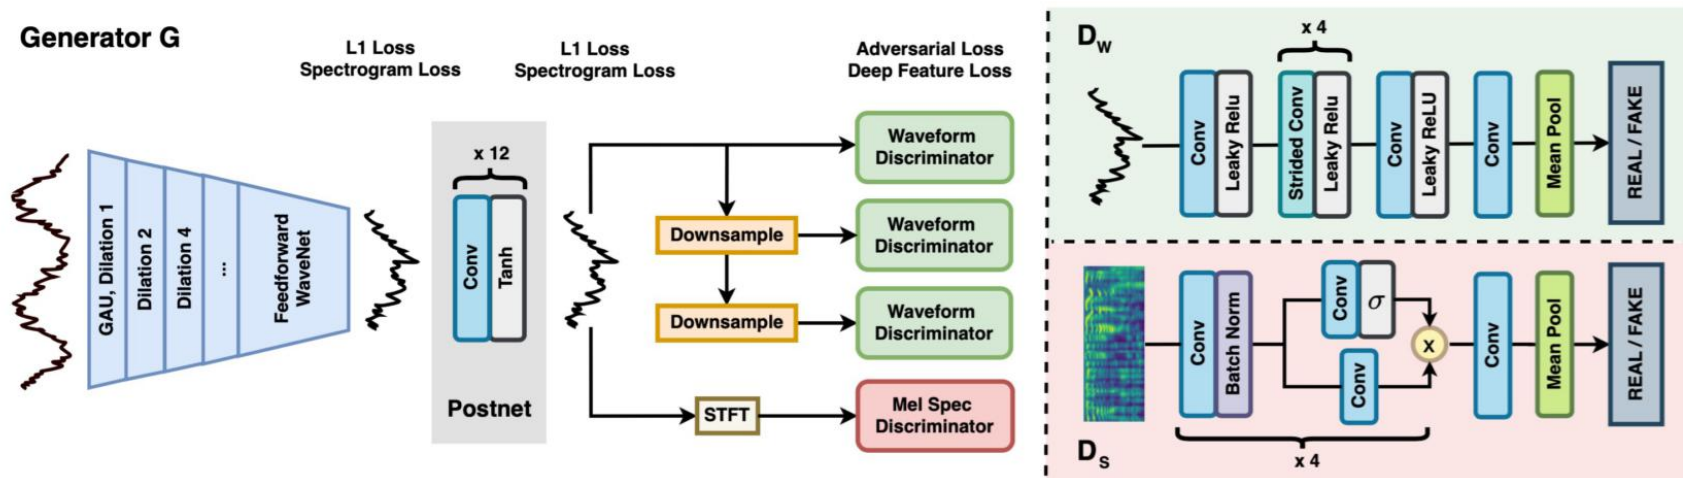 Generator G
L1 Loss
Spectrogram Loss
L1 Loss
Spectrogram Loss
Adversarial Loss
Deep Feature Loss
GAU, Dilation 1
Dilation 2
Dilation 4
...
Feedforward
WaveNet
x 12
Conv
Tanh
Postnet
Downsample
Downsample
STFT
Waveform
Discriminator
Waveform
Discriminator
Waveform
Discriminator
Mel Spec
Discriminator
D_W
x 4
Conv
Leaky Relu
Strided Conv
Leaky Relu
Conv
Leaky ReLU
Conv
Mean Pool
REAL / FAKE
Conv
Batch Norm
Conv
σ
Conv
x
Conv
Mean Pool
REAL / FAKE
D_S
x 4